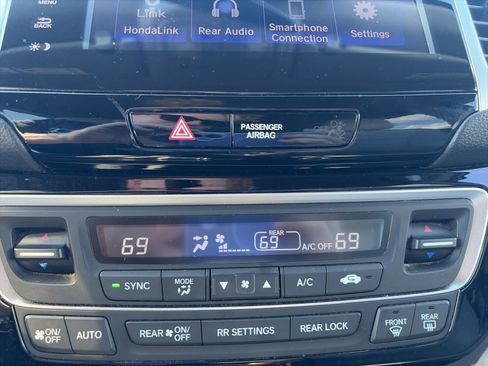 Link
MENU
BACK
HondaLink
Rear Audio
Smartphone
Connection
Settings
PASSENGER
AIRBAG
69
REAR
69
A/C OFF
69
SYNC
MODE
A/C
ON/
OFF
AUTO
REAR ON/
OFF
RR SETTINGS
REAR LOCK
FRONT
REAR